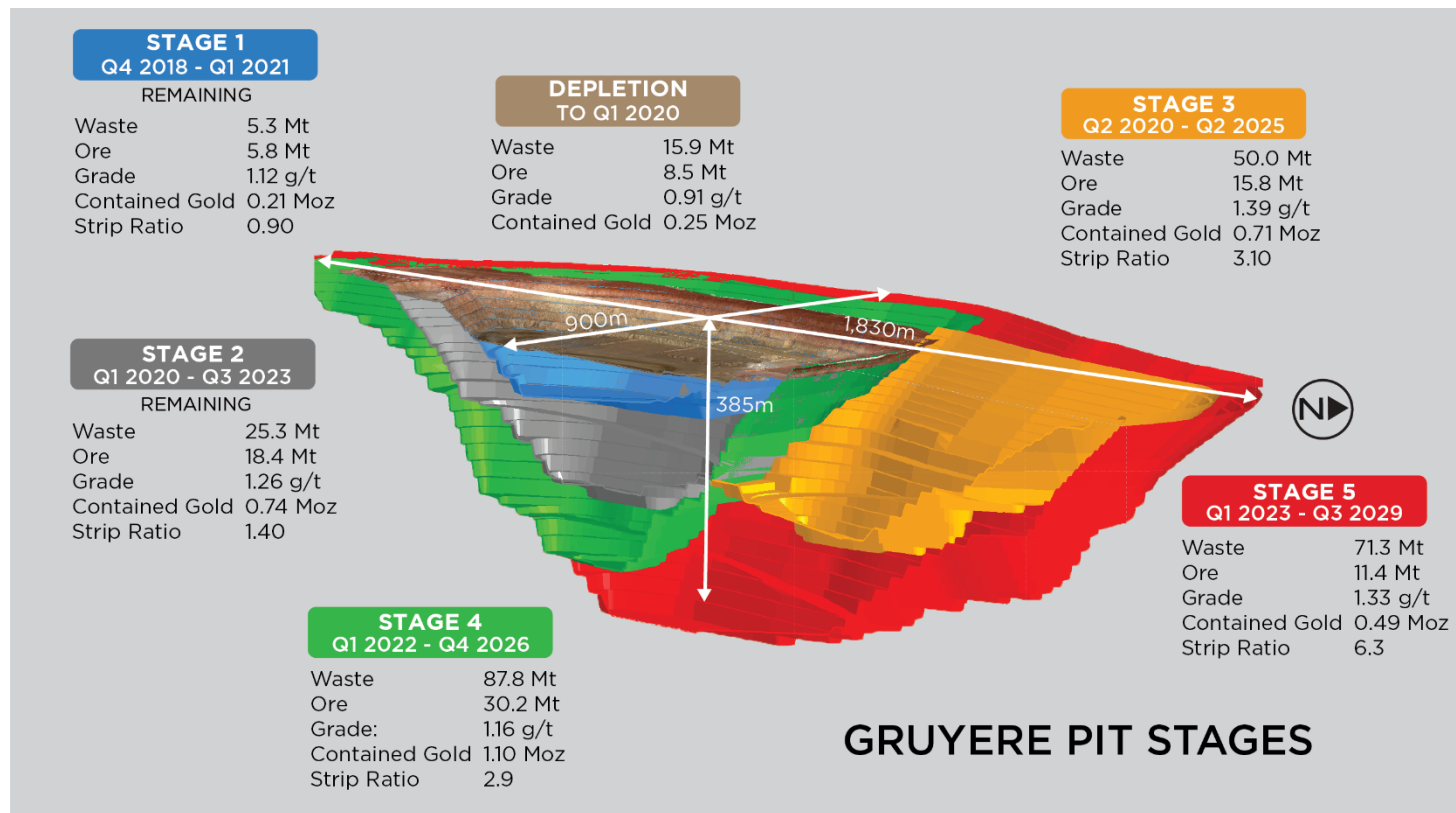 STAGE 1
Q4 2018 - Q1 2021
REMAINING
Waste 5.3 Mt
Ore 5.8 Mt
Grade 1.12 g/t
Contained Gold 0.21 Moz
Strip Ratio 0.90
DEPLETION
TO Q1 2020
Waste 15.9 Mt
Ore 8.5 Mt
Grade 0.91 g/t
Contained Gold 0.25 Moz
STAGE 3
Q2 2020 - Q2 2025
Waste 50.0 Mt
Ore 15.8 Mt
Grade 1.39 g/t
Contained Gold 0.71 Moz
Strip Ratio 3.10
900m
1,830m
385m
N
STAGE 2
Q1 2020 - Q3 2023
REMAINING
Waste 25.3 Mt
Ore 18.4 Mt
Grade 1.26 g/t
Contained Gold 0.74 Moz
Strip Ratio 1.40
STAGE 5
Q1 2023 - Q3 2029
Waste 71.3 Mt
Ore 11.4 Mt
Grade 1.33 g/t
Contained Gold 0.49 Moz
Strip Ratio 6.3
STAGE 4
Q1 2022 - Q4 2026
Waste 87.8 Mt
Ore 30.2 Mt
Grade: 1.16 g/t
Contained Gold 1.10 Moz
Strip Ratio 2.9
GRUYERE PIT STAGES